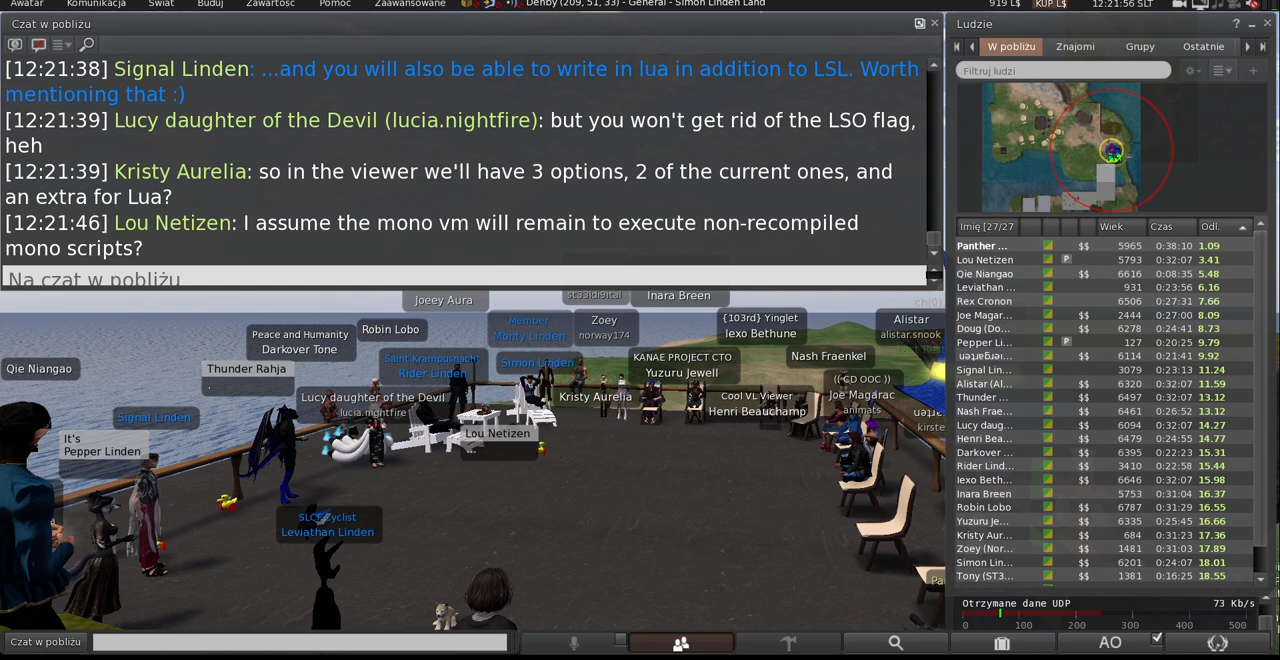 Awatar Komunikacja Świat Buduj Zawartość Pomoc Zaawansowane Denby (209, 51, 33) - General - Simon Linden Land 919 L$ KUP L$ 12:21:56 SLT
Czat w pobliżu
[12:21:38] Signal Linden: ...and you will also be able to write in lua in addition to LSL. Worth
mentioning that :)
[12:21:39] Lucy daughter of the Devil (lucia.nightfire): but you won't get rid of the LSO flag,
heh
[12:21:39] Kristy Aurelia: so in the viewer we'll have 3 options, 2 of the current ones, and
an extra for Lua?
[12:21:46] Lou Netizen: I assume the mono vm will remain to execute non-recompiled
mono scripts?
Na czat w pobliżu
Joeey Aura
st33ldi9ital
Inara Breen
Peace and Humanity
Darkover Tone
Robin Lobo
Member
Monty Linden
Zoey
norway174
{103rd} Yinglet
Iexo Bethune
Alistar
alistar.snook
Qie Niangao
Thunder Rahja
.
Saint Krampusnacht
Rider Linden
Simon Linden
KANAE PROJECT CTO
Yuzuru Jewell
Nash Fraenkel
Lucy daughter of the Devil
lucia.nightfire
Kristy Aurelia
Cool VL Viewer
Henri Beauchamp
(( CD OOC ))
Joe Magarac
animats
Signal Linden
kirste
It's
Pepper Linden
Lou Netizen
...
SLCF Cyclist
Leviathan Linden
Pa
Czat w pobliżu
AO
Ludzie
? _ ×
W pobliżu Znajomi Grupy Ostatnie
Filtruj ludzi
Imię [27/27 Wiek Czas Odl.
Panther ... $$ 5965 0:38:10 1.09
Lou Netizen P 5793 0:32:07 3.41
Qie Niangao $$ 6616 0:08:35 5.48
Leviathan ... 931 0:23:56 6.16
Rex Cronon 6506 0:27:31 7.66
Joe Magar... $$ 2444 0:27:00 8.09
Doug (Do... $$ 6278 0:24:41 8.73
Pepper Li... P 127 0:20:25 9.79
$$ 6114 0:21:41 9.92
Signal Lin... 3079 0:23:13 11.24
Alistar (Al... $$ 6320 0:32:07 11.59
Thunder ... $$ 6497 0:32:07 13.12
Nash Frae... $$ 6461 0:26:52 13.12
Lucy daug... $$ 6094 0:32:07 14.27
Henri Bea... $$ 6479 0:24:55 14.77
Darkover ... $$ 6395 0:22:23 15.31
Rider Lind... $$ 3410 0:22:58 15.44
Iexo Beth... $$ 6646 0:32:07 15.98
Inara Breen 5753 0:31:04 16.37
Robin Lobo $$ 6787 0:31:29 16.55
Yuzuru Je... $$ 6335 0:25:45 16.66
Kristy Aur... $$ 684 0:31:23 17.36
Zoey (Nor... $$ 1481 0:31:03 17.89
Simon Lin... $$ 6201 0:24:07 18.01
Tony (ST3... $$ 1381 0:16:25 18.55
Otrzymane dane UDP 73 Kb/s
0 100 200 300 400 500